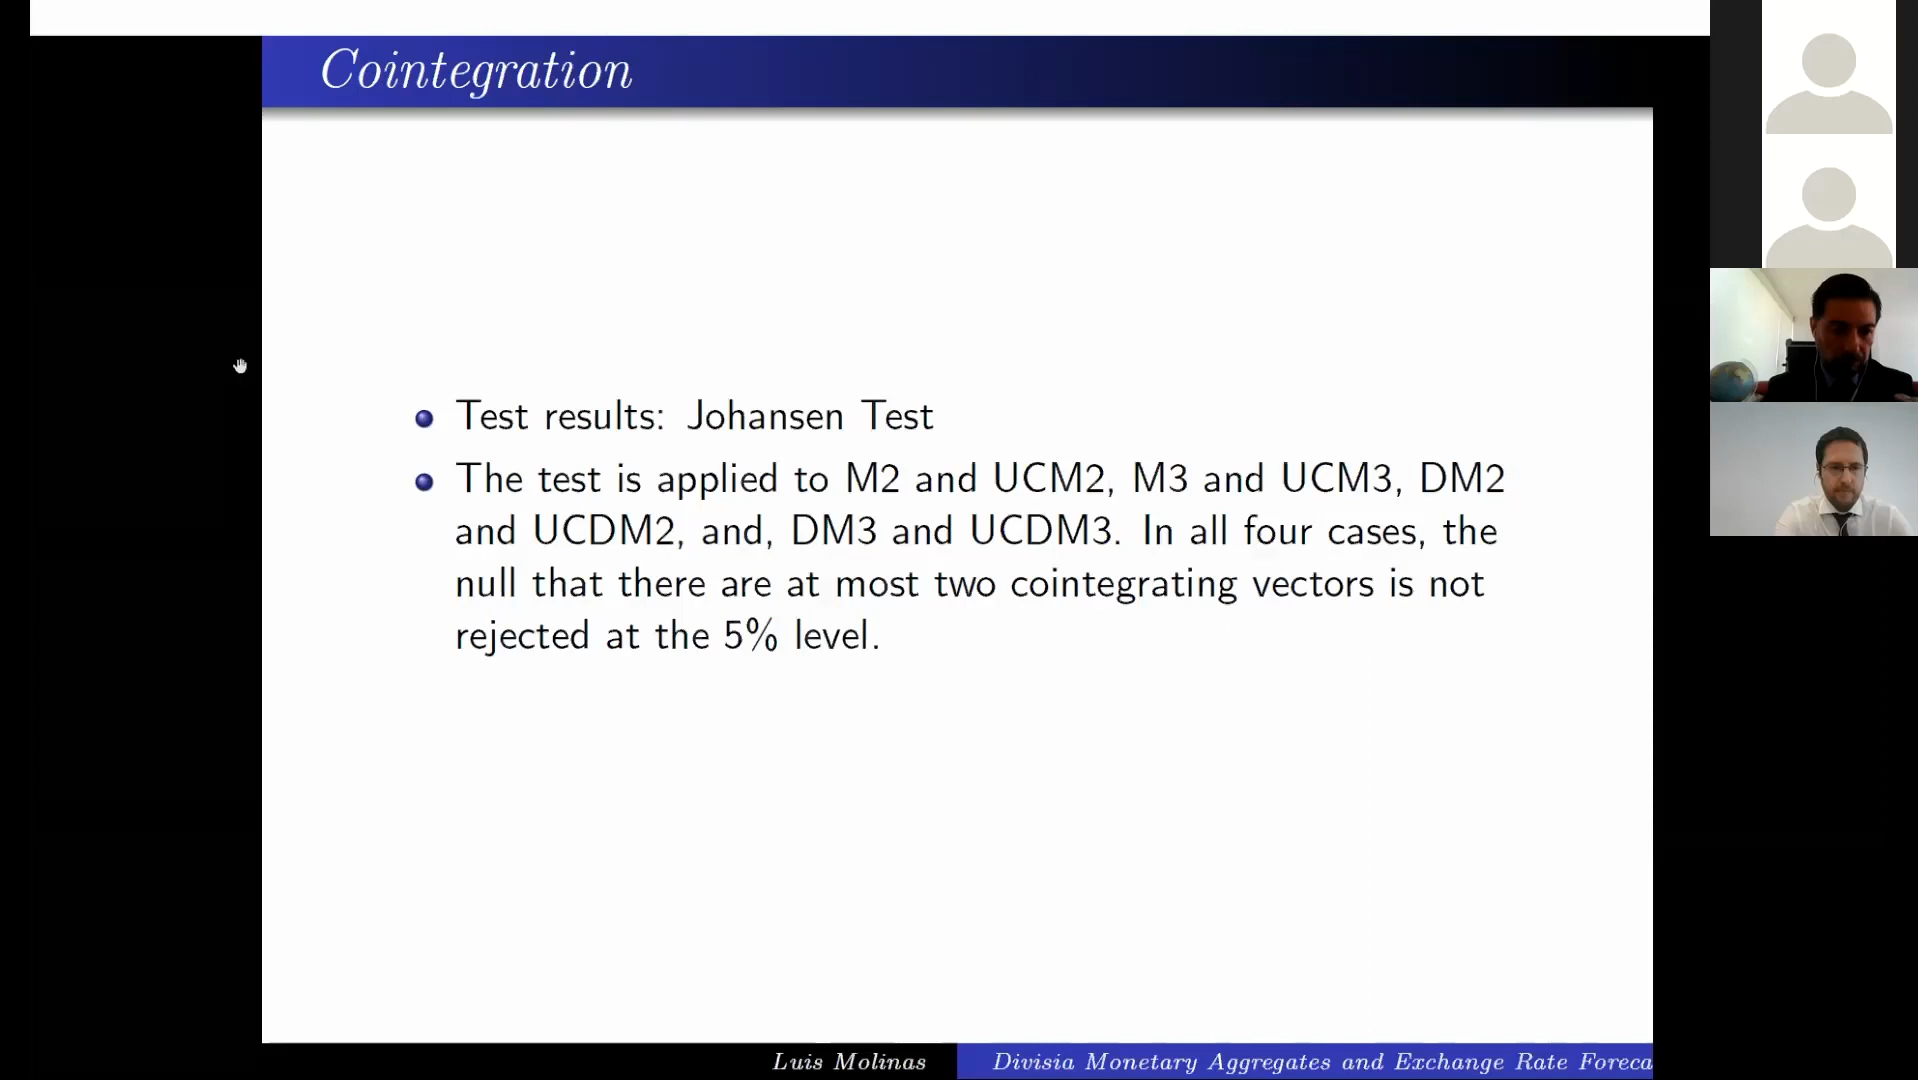 Cointegration
Test results: Johansen Test
The test is applied to M2 and UCM2, M3 and UCM3, DM2
and UCDM2, and, DM3 and UCDM3. In all four cases, the
null that there are at most two cointegrating vectors is not
rejected at the 5% level.
Luis Molinas
Divisia Monetary Aggregates and Exchange Rate Foreca